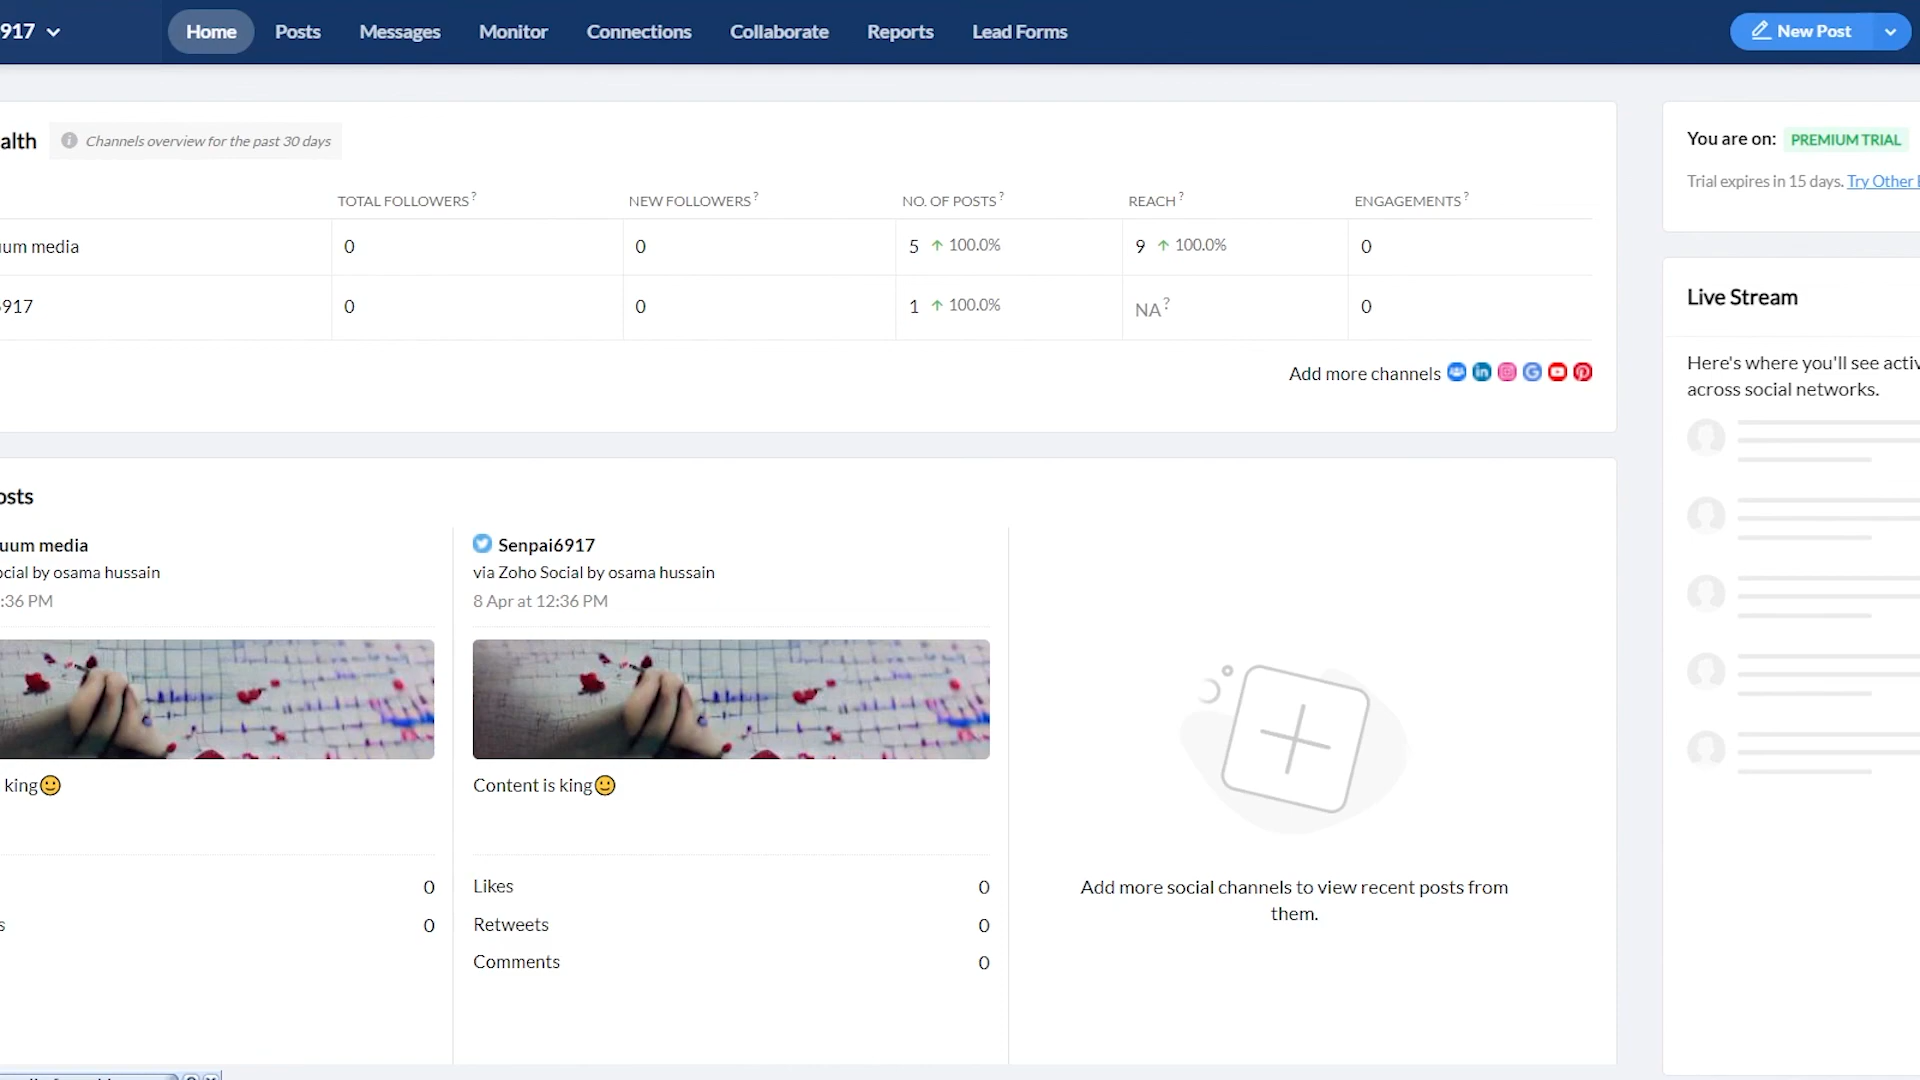 917
Home Posts Messages Monitor Connections Collaborate Reports Lead Forms
New Post
alth Channels overview for the past 30 days
TOTAL FOLLOWERS? NEW FOLLOWERS? NO. OF POSTS? REACH? ENGAGEMENTS?
uum media 0 0 5 ↑ 100.0% 9 ↑ 100.0% 0
917 0 0 1 ↑ 100.0% NA? 0
Add more channels
You are on: PREMIUM TRIAL
Trial expires in 15 days. Try Other
Live Stream
Here's where you'll see activ
across social networks.
osts
uum media
ocial by osama hussain
:36 PM
king🙂
0
s 0
Senpai6917
via Zoho Social by osama hussain
8 Apr at 12:36 PM
Content is king🙂
Likes 0
Retweets 0
Comments 0
Add more social channels to view recent posts from
them.